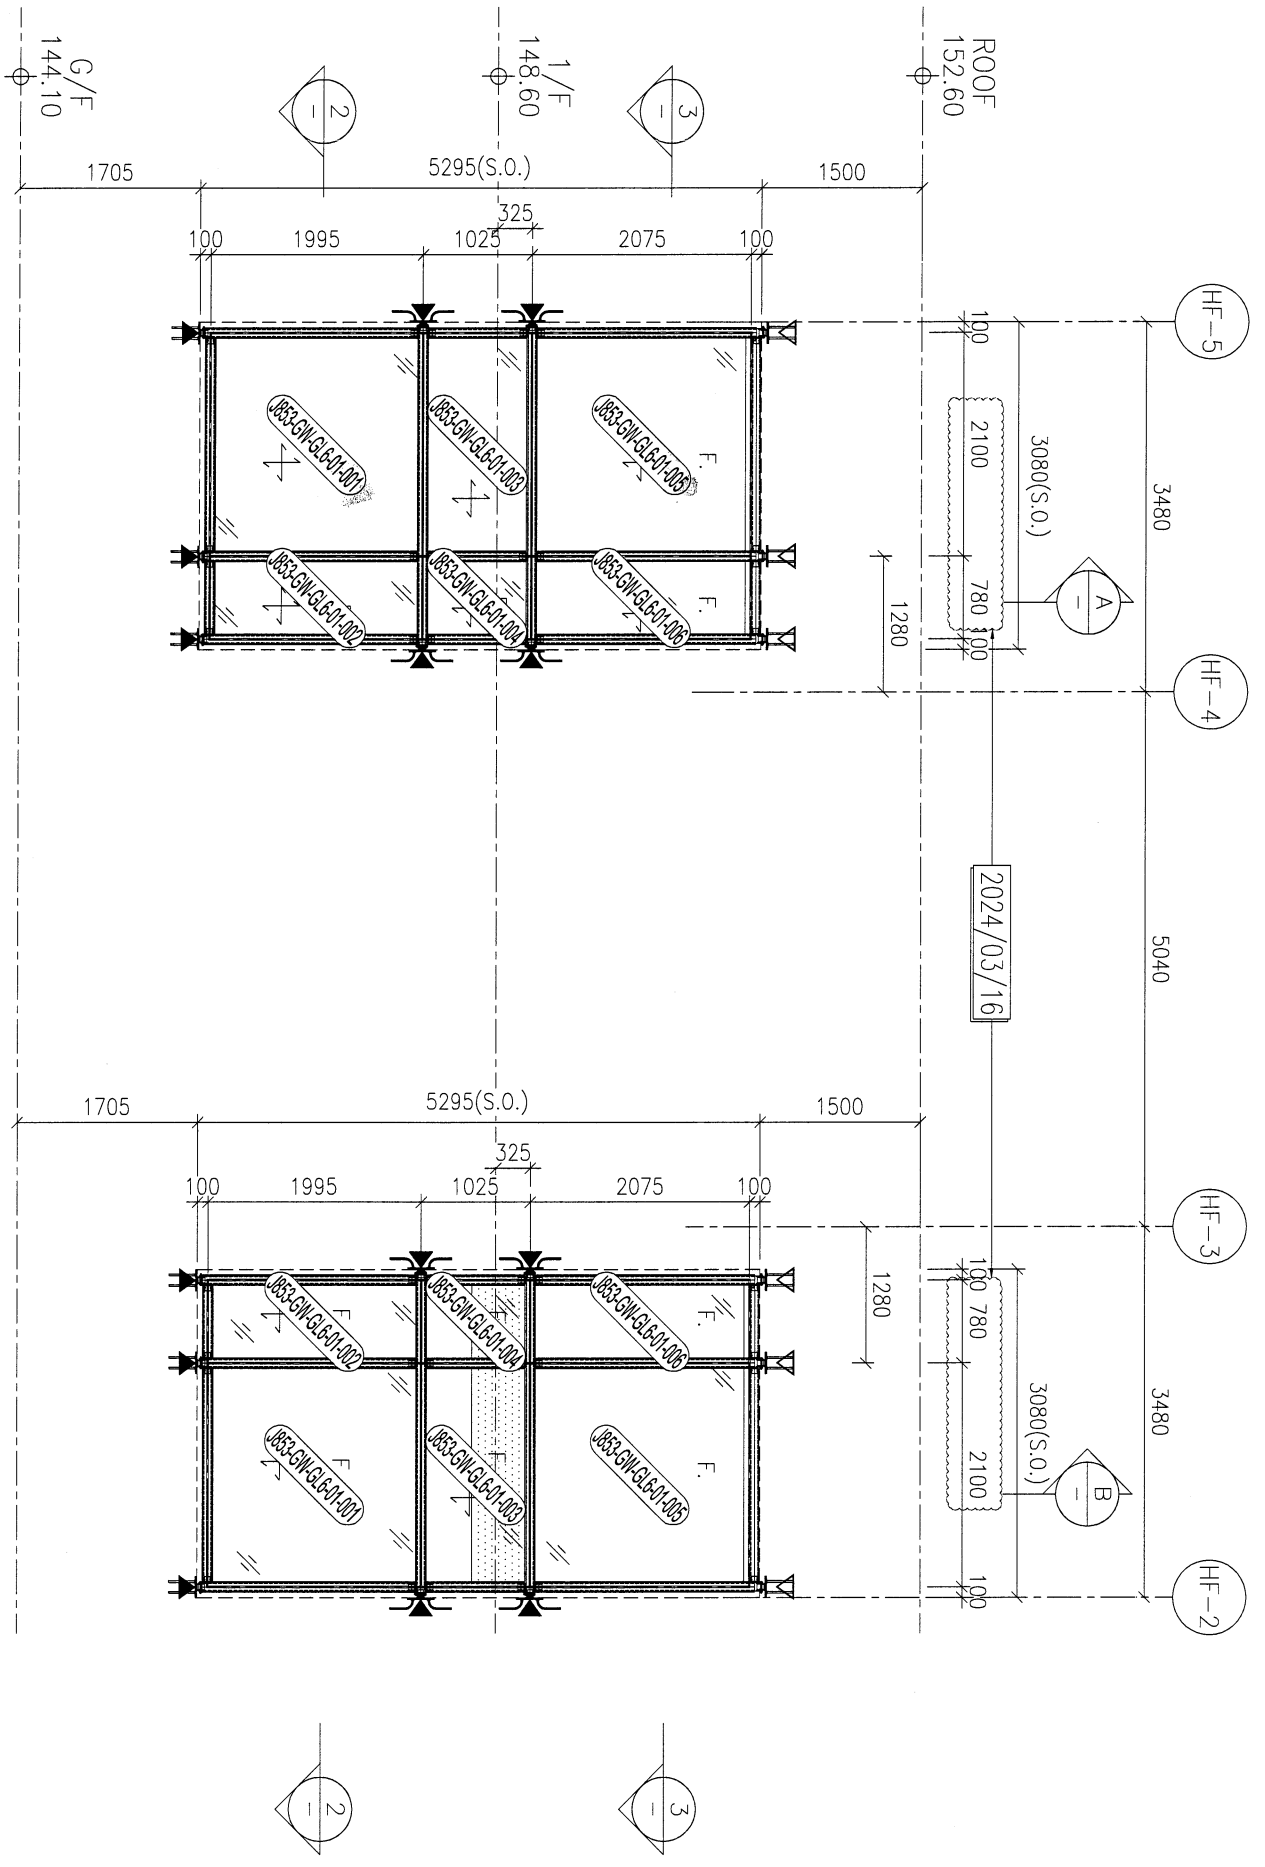 ROOF
152.60
1/F
148.60
G/F
144.10
3
-
2
-
1705
5295(S.O.)
1500
325
100
1995
1025
2075
100
HF-5
HF-4
HF-3
HF-2
3480
5040
3480
3080(S.O.)
100
2100
780
100
1280
A
-
2024/03/16
J853-GW-GL6-01-001
J853-GW-GL6-01-003
J853-GW-GL6-01-005
F.
J853-GW-GL6-01-002
J853-GW-GL6-01-004
J853-GW-GL6-01-006
F.
1705
5295(S.O.)
1500
325
100
1995
1025
2075
100
3080(S.O.)
100
780
2100
100
1280
B
-
J853-GW-GL6-01-002
F
J853-GW-GL6-01-004
F
J853-GW-GL6-01-006
F.
J853-GW-GL6-01-001
F
J853-GW-GL6-01-003
F
J853-GW-GL6-01-005
F.
2
-
3
-